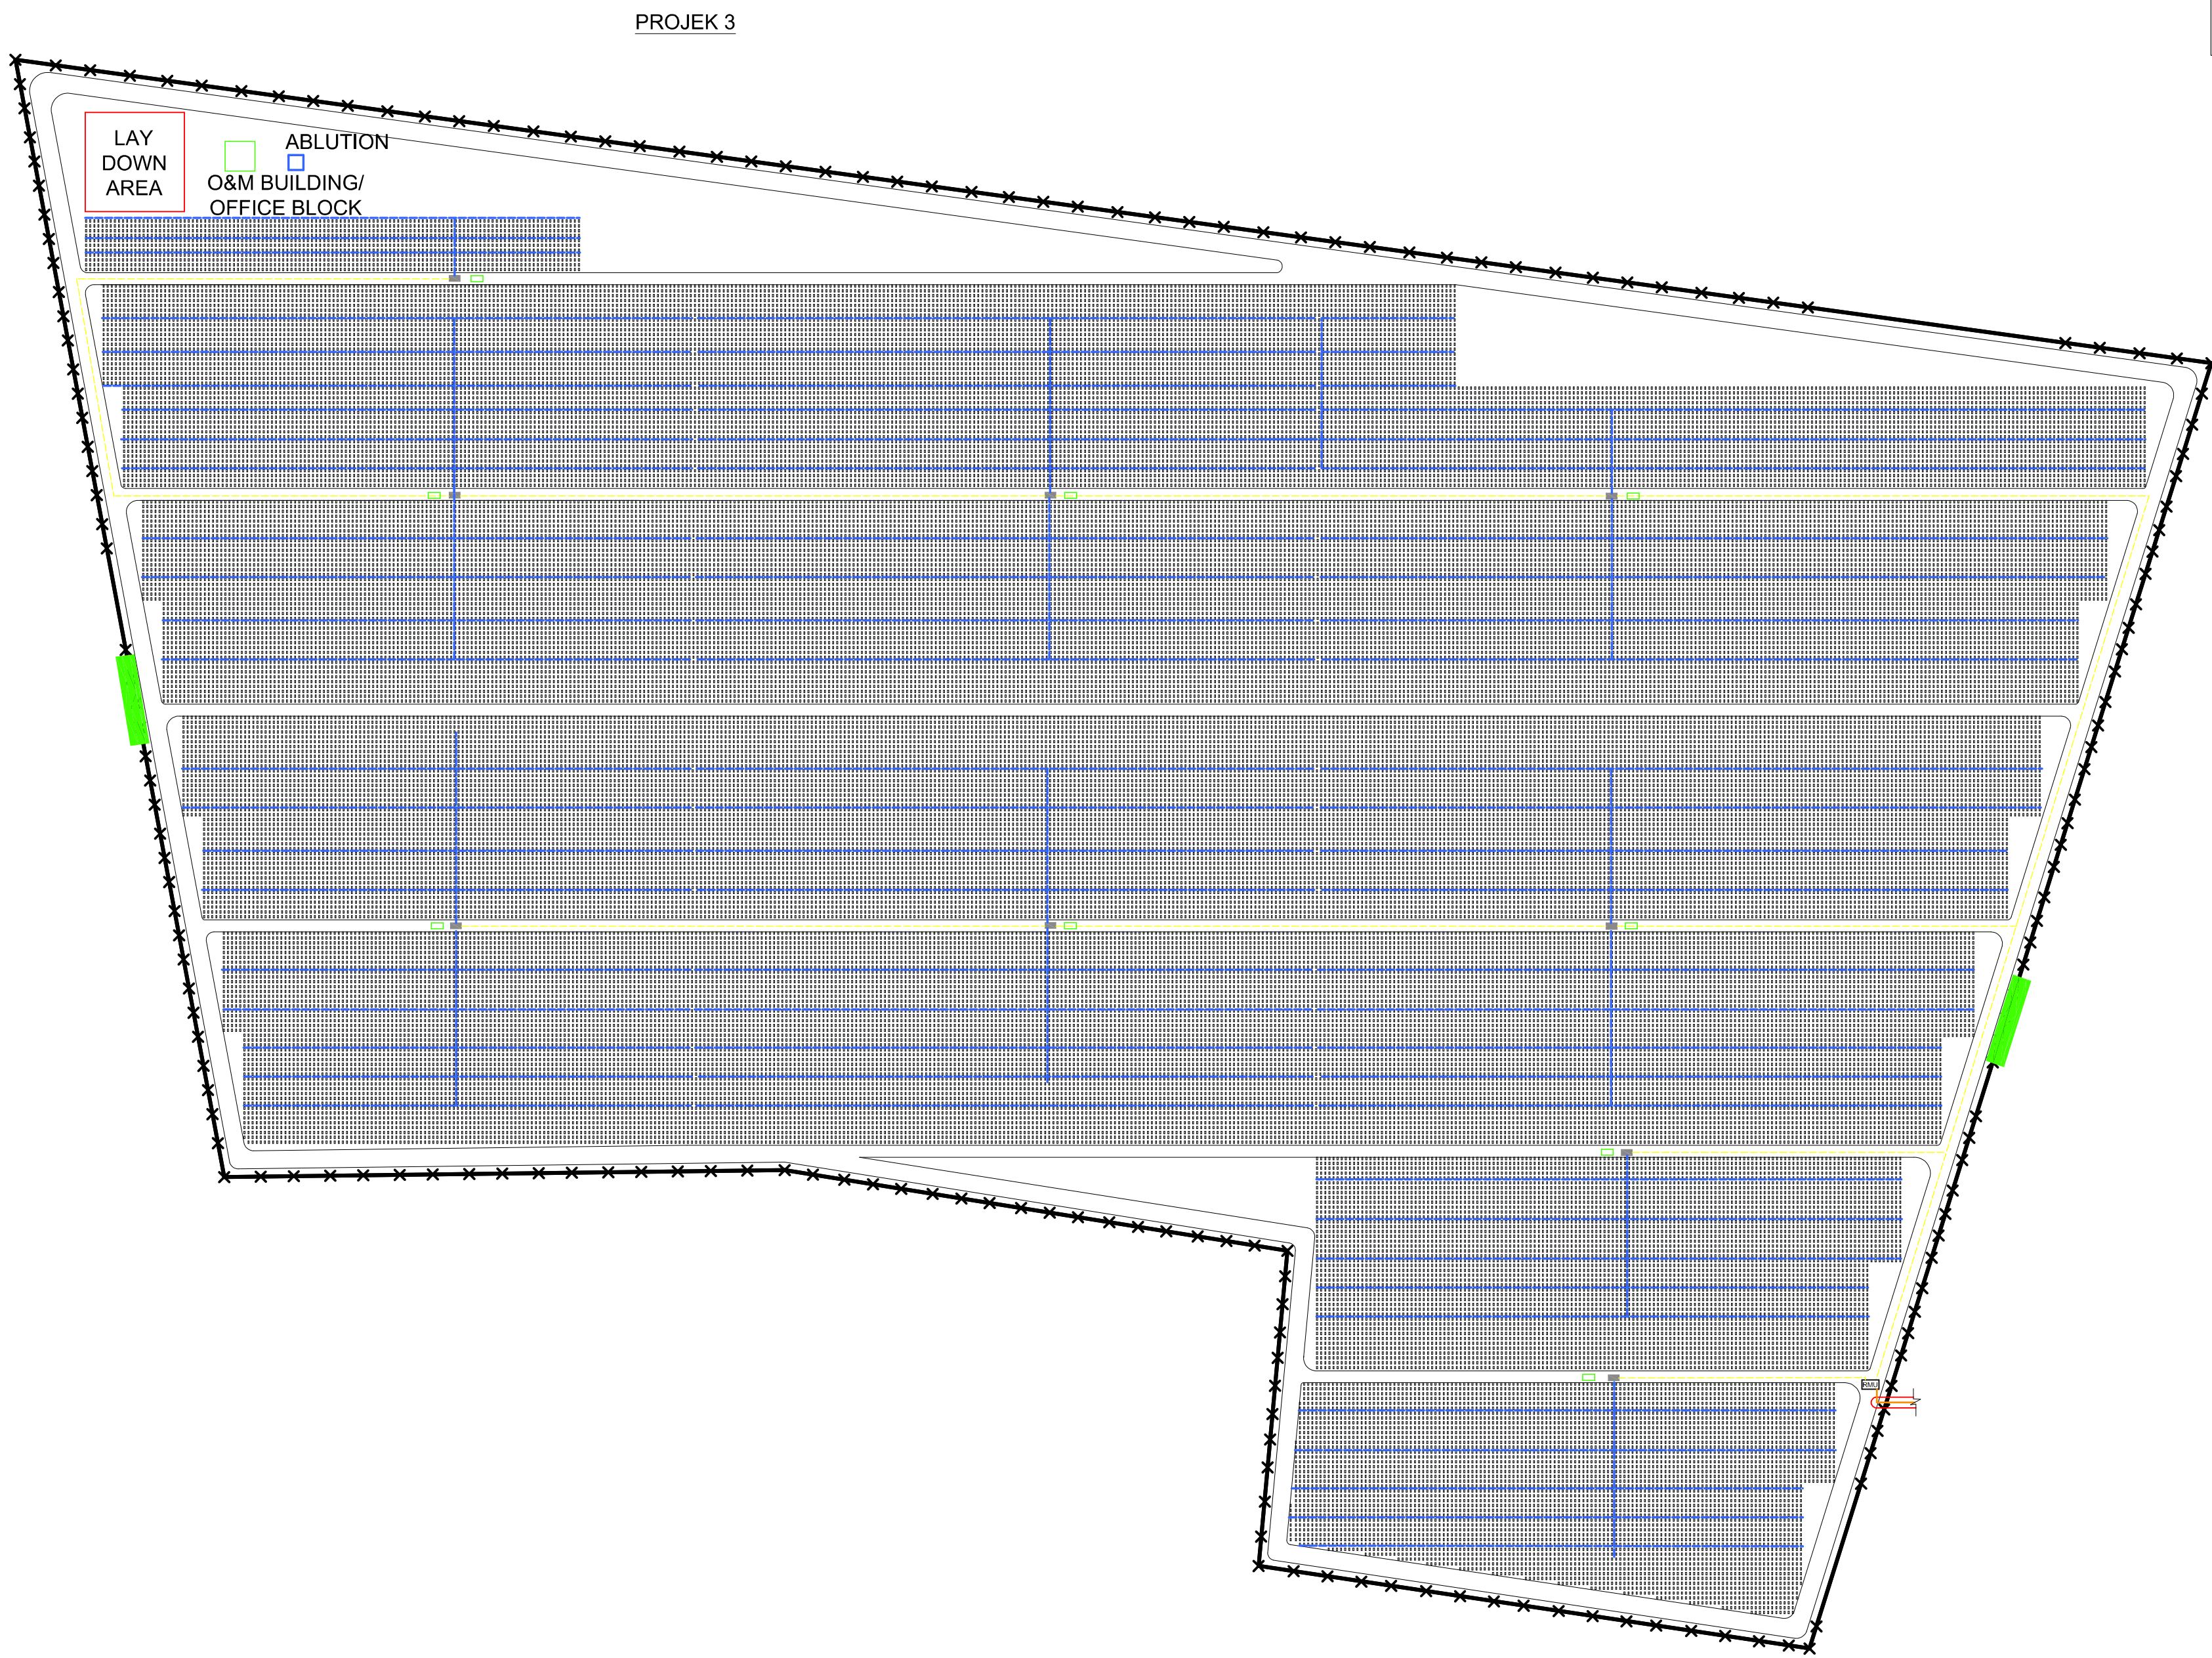 PROJEK 3
LAY
DOWN
AREA
ABLUTION
O&M BUILDING/
OFFICE BLOCK
RMU